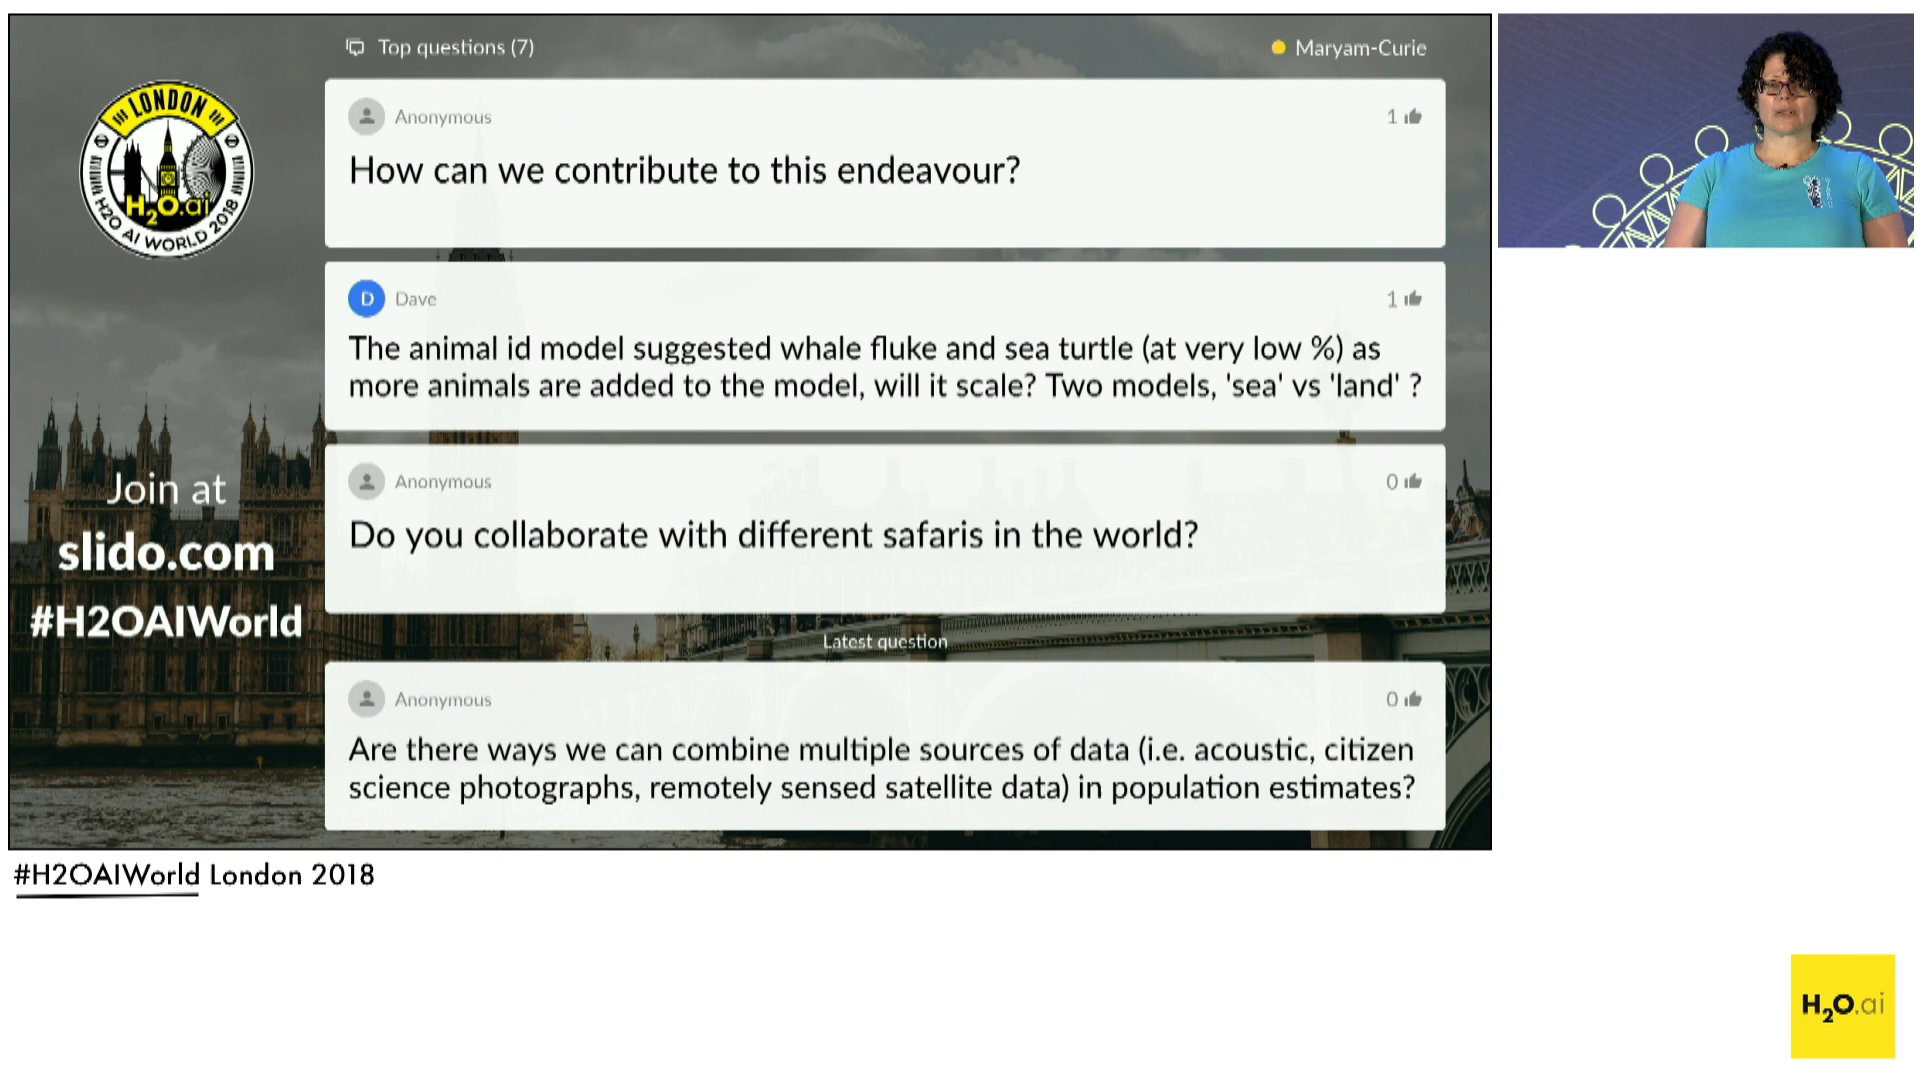 Top questions (7)
Maryam-Curie
LONDON
H2O.ai
H2O AI WORLD 2018
Anonymous
1
How can we contribute to this endeavour?
D
Dave
1
The animal id model suggested whale fluke and sea turtle (at very low %) as
more animals are added to the model, will it scale? Two models, 'sea' vs 'land' ?
Anonymous
0
Do you collaborate with different safaris in the world?
Join at
slido.com
#H2OAIWorld
Latest question
Anonymous
0
Are there ways we can combine multiple sources of data (i.e. acoustic, citizen
science photographs, remotely sensed satellite data) in population estimates?
#H2OAIWorld London 2018
H2O.ai